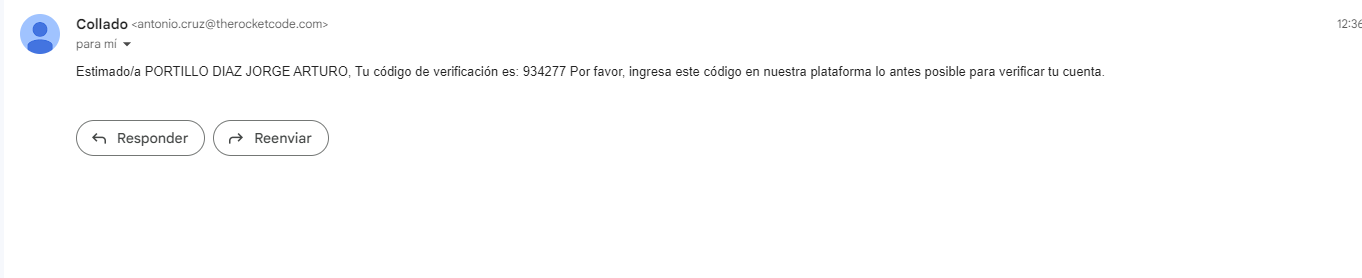 Collado <antonio.cruz@therocketcode.com>
12:36
para mí
Estimado/a PORTILLO DIAZ JORGE ARTURO, Tu código de verificación es: 934277 Por favor, ingresa este código en nuestra plataforma lo antes posible para verificar tu cuenta.
Responder
Reenviar